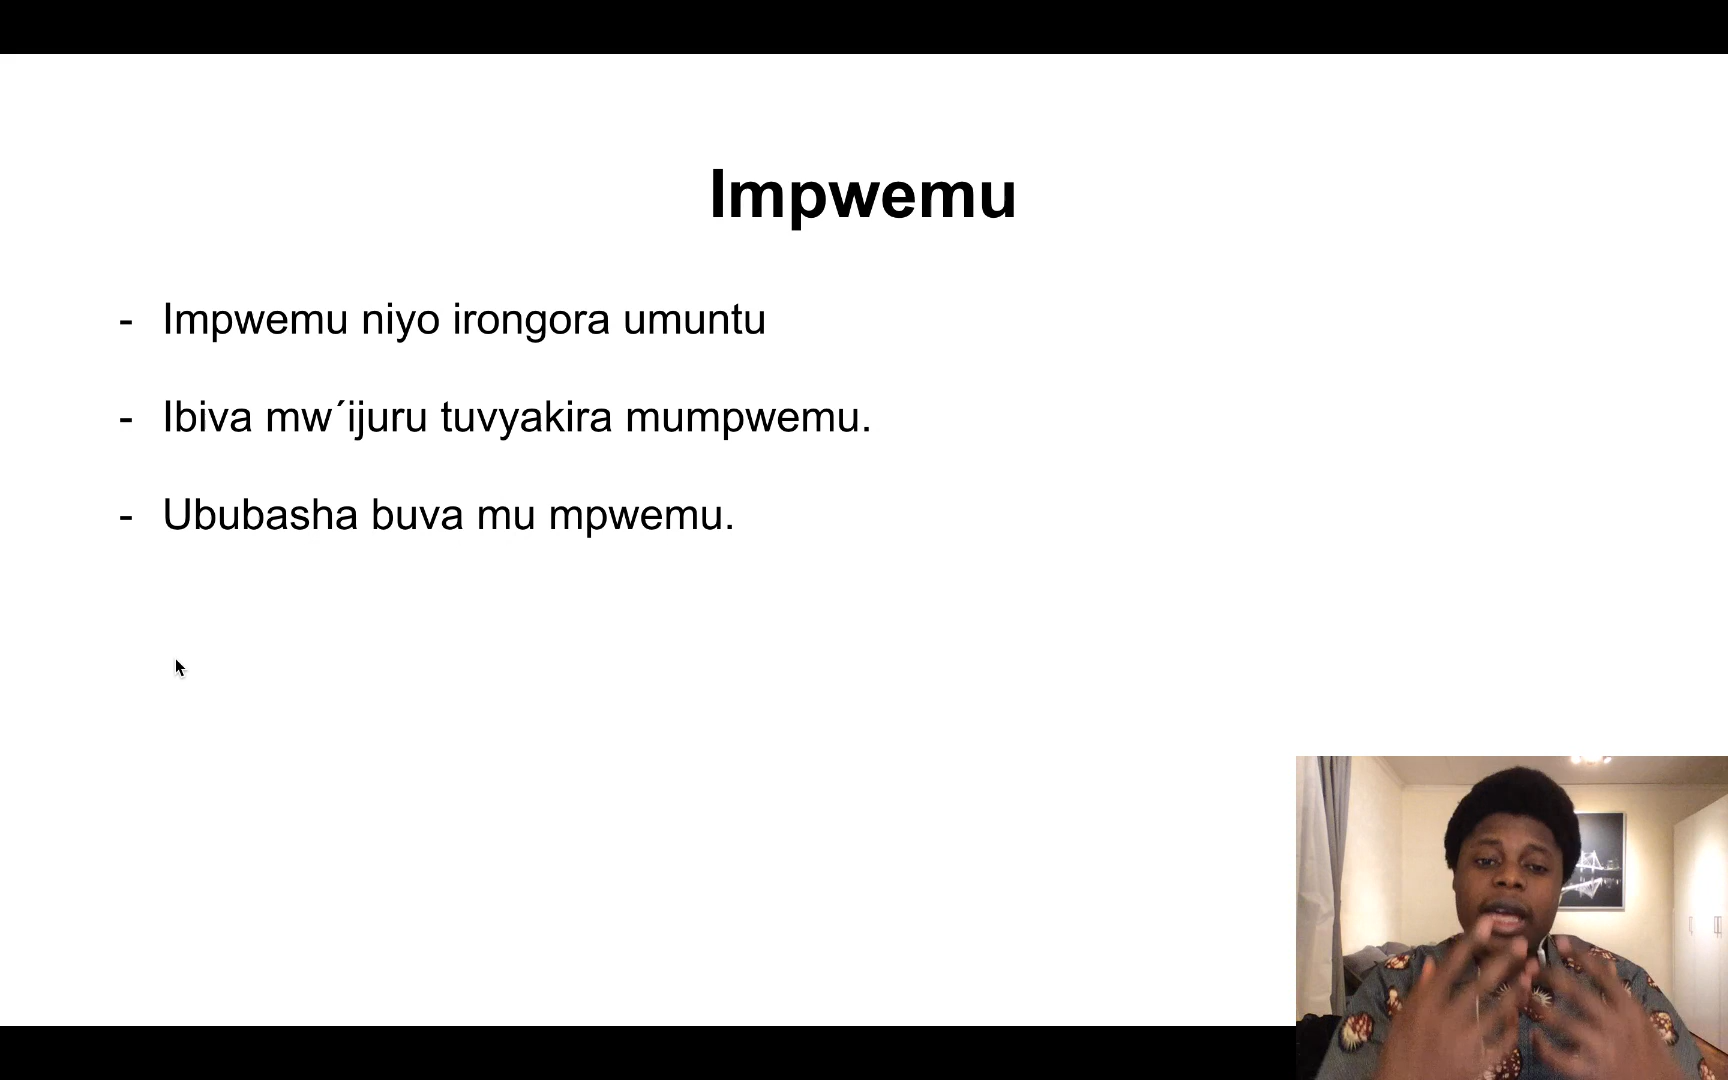 Impwemu
- Impwemu niyo irongora umuntu
- Ibiva mw´ijuru tuvyakira mumpwemu.
- Ububasha buva mu mpwemu.